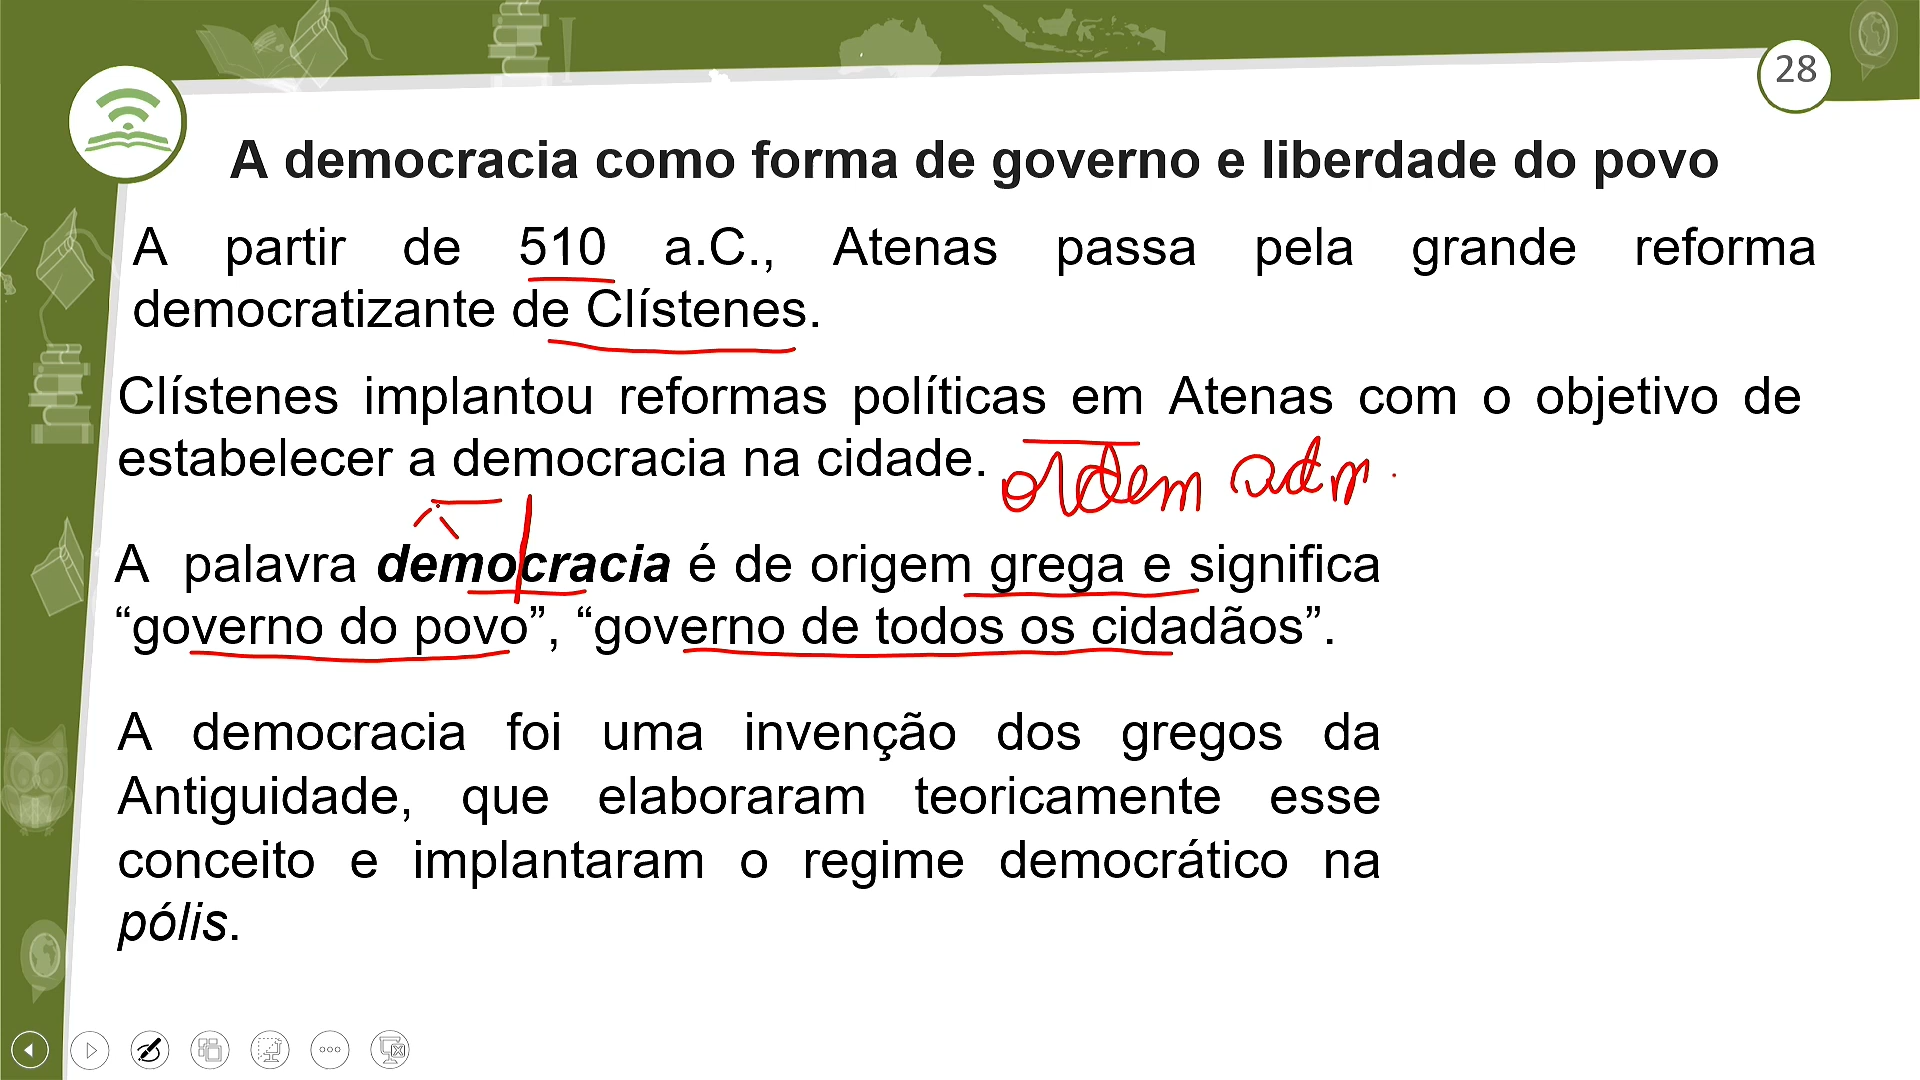 28
A democracia como forma de governo e liberdade do povo
A partir de 510 a.C., Atenas passa pela grande reforma
democratizante de Clístenes.
Clístenes implantou reformas políticas em Atenas com o objetivo de
estabelecer a democracia na cidade.
ordem adm.
A palavra democracia é de origem grega e significa
“governo do povo”, “governo de todos os cidadãos”.
A democracia foi uma invenção dos gregos da
Antiguidade, que elaboraram teoricamente esse
conceito e implantaram o regime democrático na
pólis.